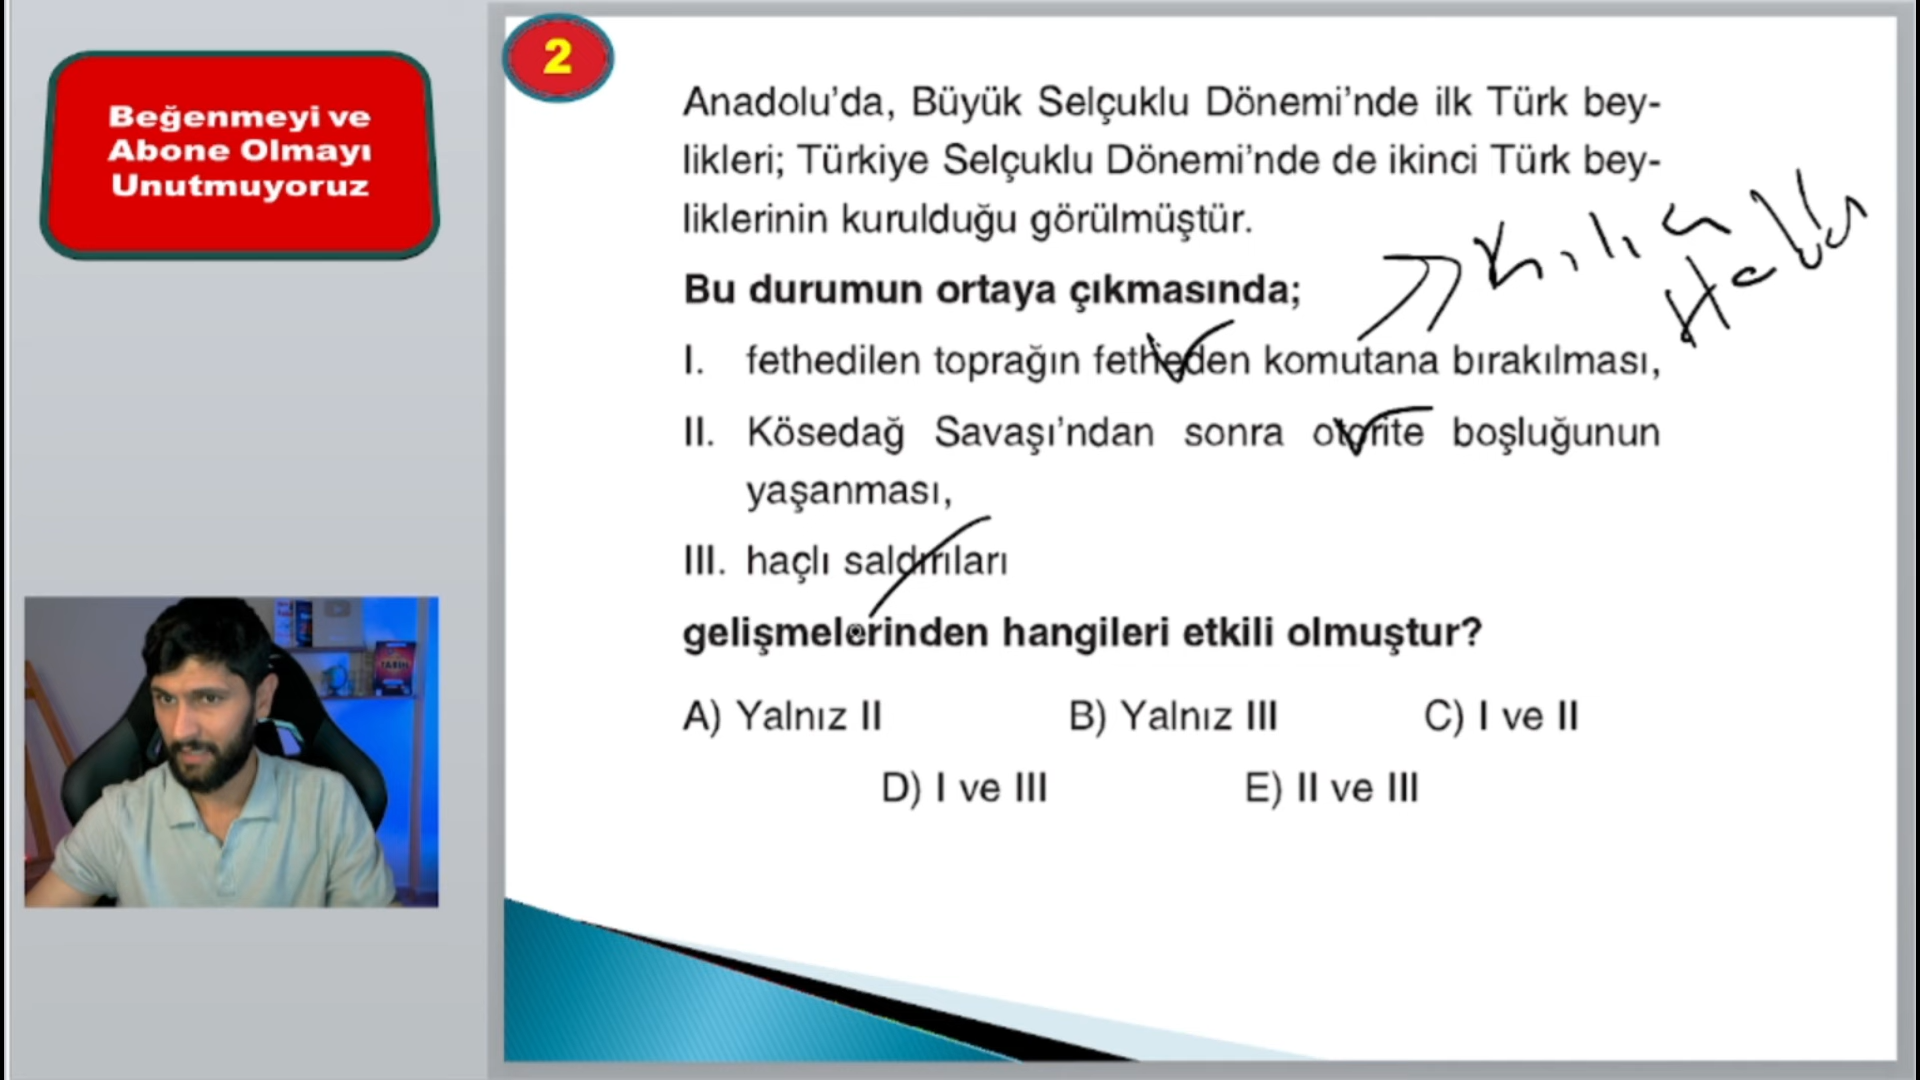 Beğenmeyi ve
Abone Olmayı
Unutmuyoruz
2
Anadolu'da, Büyük Selçuklu Dönemi'nde ilk Türk bey-
likleri; Türkiye Selçuklu Dönemi'nde de ikinci Türk bey-
liklerinin kurulduğu görülmüştür.
Bu durumun ortaya çıkmasında;
Kılıç
Hakkı
I. fethedilen toprağın fetheden komutana bırakılması,
II. Kösedağ Savaşı'ndan sonra otorite boşluğunun
yaşanması,
III. haçlı saldırıları
gelişmelerinden hangileri etkili olmuştur?
A) Yalnız II B) Yalnız III C) I ve II
D) I ve III E) II ve III
TARİH